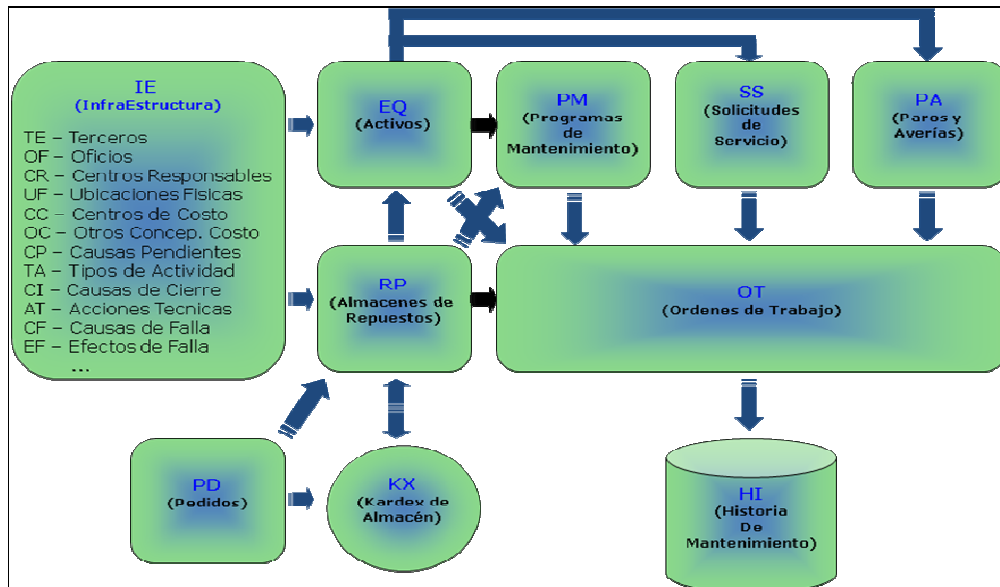 IE
(InfraEstructura)
TE – Terceros
OF – Oficios
CR – Centros Responsables
UF – Ubicaciones Fisicas
CC – Centros de Costo
OC – Otros Concep. Costo
CP – Causas Pendientes
TA – Tipos de Actividad
CI – Causas de Cierre
AT – Acciones Tecnicas
CF – Causas de Falla
EF – Efectos de Falla
...
EQ
(Activos)
PM
(Programas
de
Mantenimiento)
SS
(Solicitudes
de
Servicio)
PA
(Paros y
Averías)
RP
(Almacenes de
Repuestos)
OT
(Ordenes de Trabajo)
PD
(Pedidos)
KX
(Kardex de
Almacén)
HI
(Historia
De
Mantenimiento)